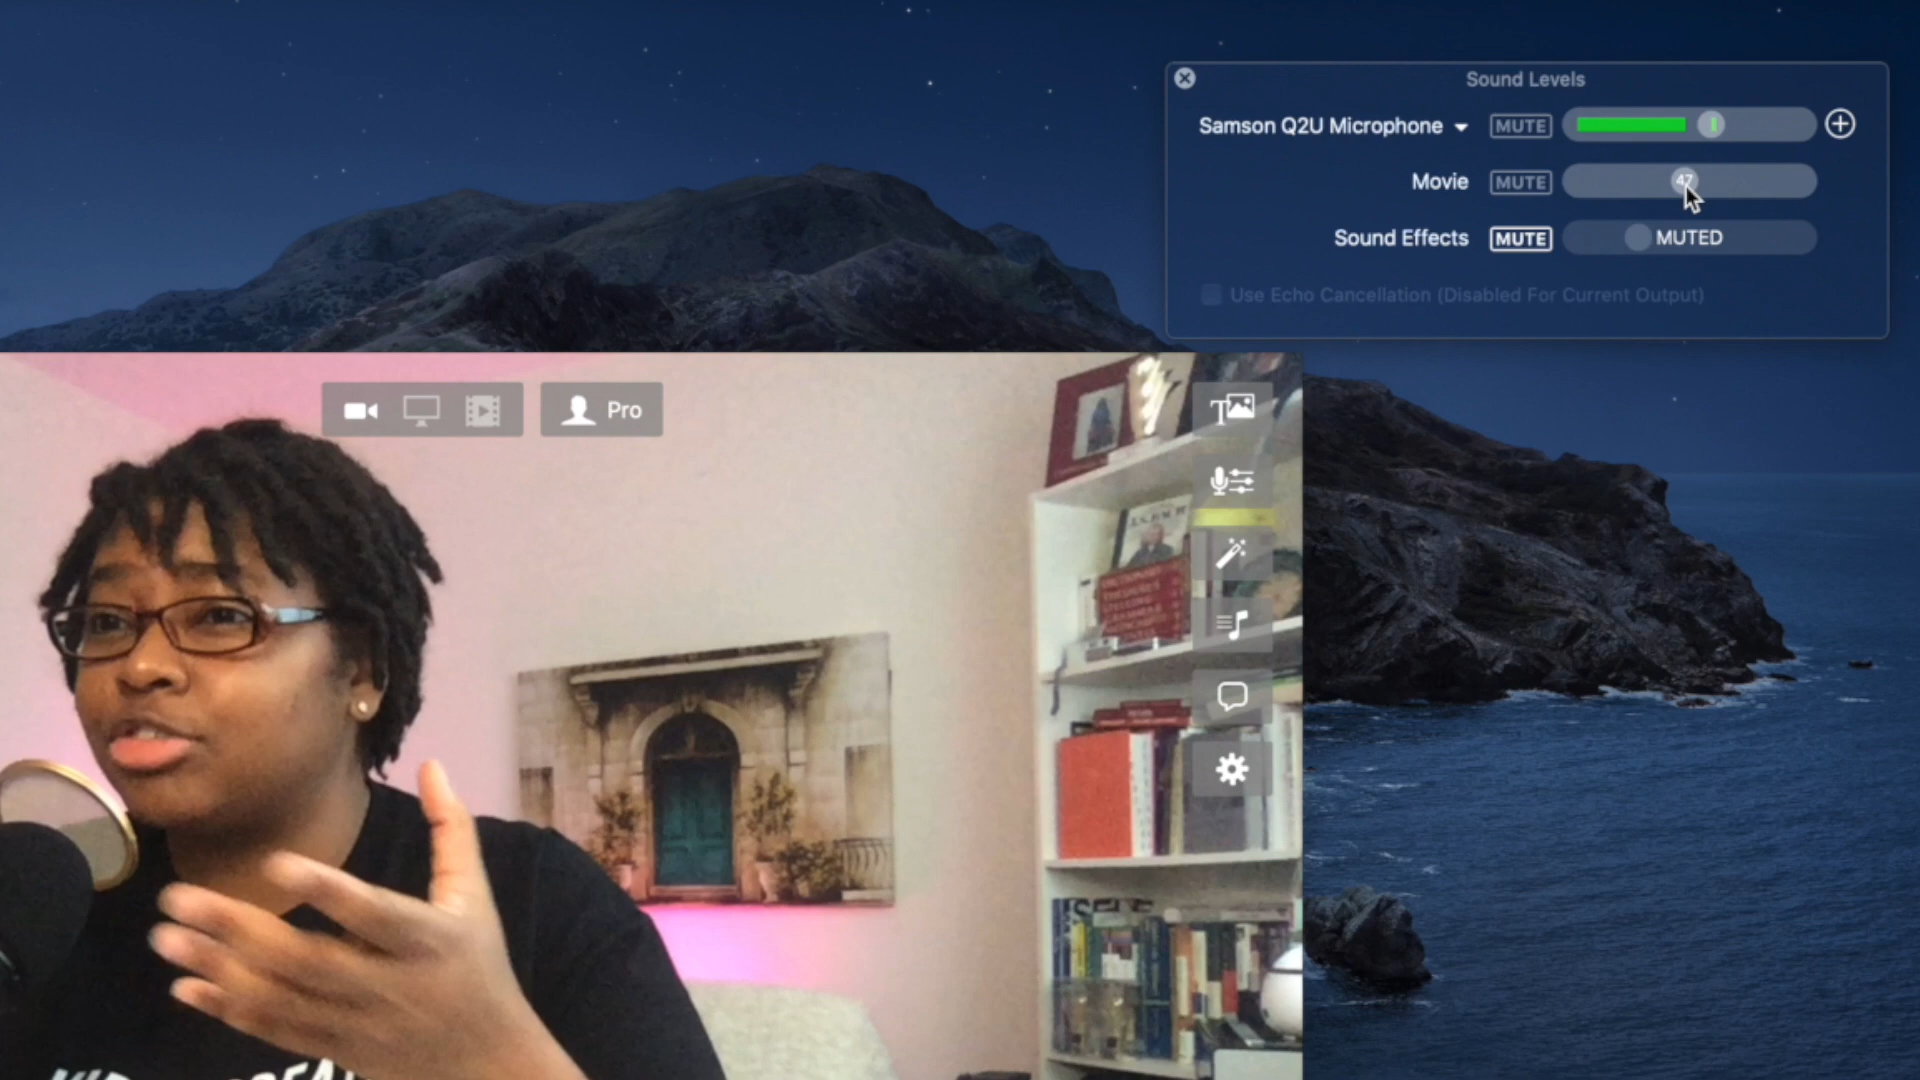 Sound Levels
Samson Q2U Microphone MUTE
Movie MUTE 47
Sound Effects MUTE MUTED
Use Echo Cancellation (Disabled For Current Output)
Pro
T